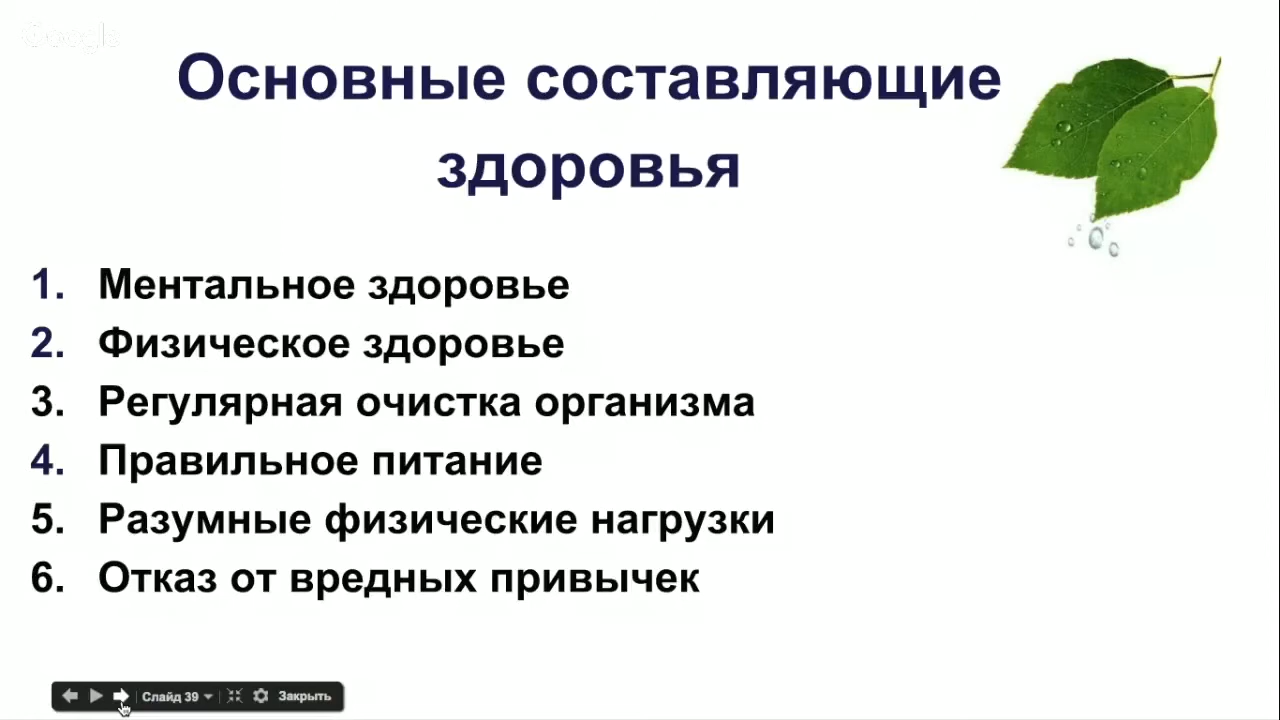 Google
Основные составляющие
здоровья
1. Ментальное здоровье
2. Физическое здоровье
3. Регулярная очистка организма
4. Правильное питание
5. Разумные физические нагрузки
6. Отказ от вредных привычек
Слайд 39 Закрыть